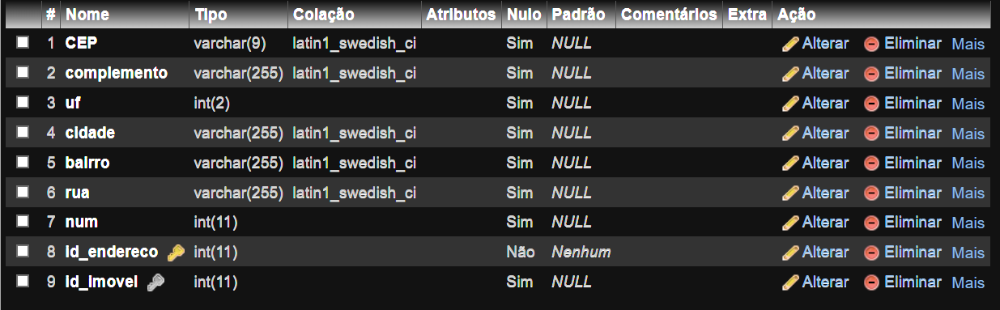 # Nome Tipo Colação Atributos Nulo Padrão Comentários Extra Ação
1 CEP varchar(9) latin1_swedish_ci Sim NULL Alterar Eliminar Mais
2 complemento varchar(255) latin1_swedish_ci Sim NULL Alterar Eliminar Mais
3 uf int(2) Sim NULL Alterar Eliminar Mais
4 cidade varchar(255) latin1_swedish_ci Sim NULL Alterar Eliminar Mais
5 bairro varchar(255) latin1_swedish_ci Sim NULL Alterar Eliminar Mais
6 rua varchar(255) latin1_swedish_ci Sim NULL Alterar Eliminar Mais
7 num int(11) Sim NULL Alterar Eliminar Mais
8 id_endereco int(11) Não Nenhum Alterar Eliminar Mais
9 id_imovel int(11) Sim NULL Alterar Eliminar Mais